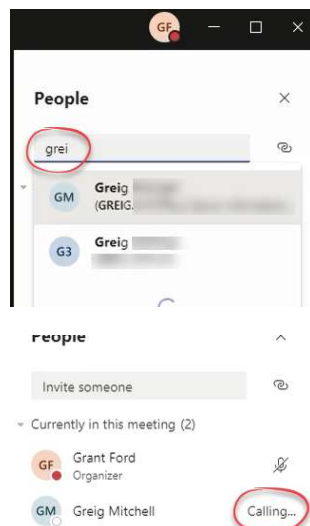 GF
People
grei
GM Greig
(GREIG.
G3 Greig
People
Invite someone
Currently in this meeting (2)
GF Grant Ford
Organizer
GM Greig Mitchell Calling...